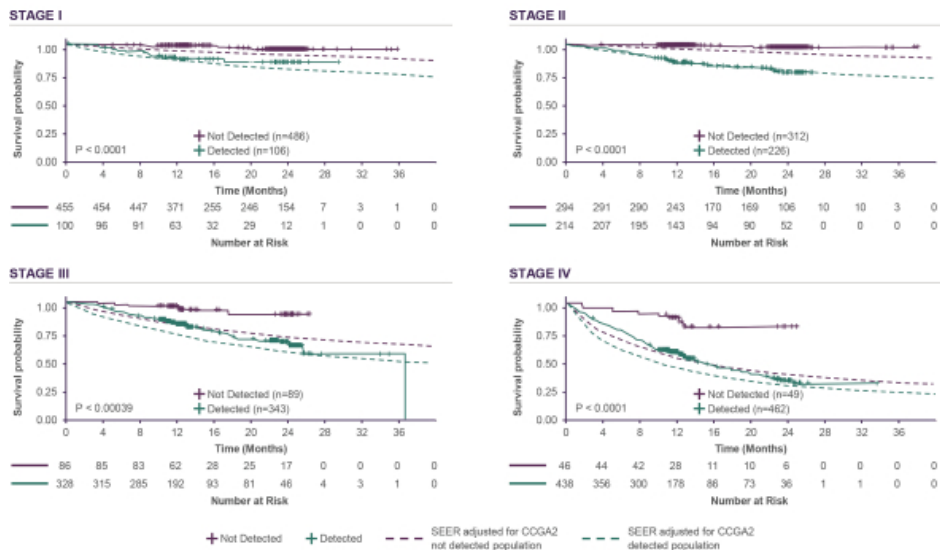 STAGE I
Survival probability
1.00
0.75
0.50
0.25
0.00
P < 0.0001
Not Detected (n=486)
Detected (n=106)
0 4 8 12 16 20 24 28 32 36
Time (Months)
455 454 447 371 255 246 154 7 3 1 0
100 96 91 63 32 29 12 1 0 0 0
Number at Risk
STAGE II
Survival probability
1.00
0.75
0.50
0.25
0.00
P < 0.0001
Not Detected (n=312)
Detected (n=226)
0 4 8 12 16 20 24 28 32 36
Time (Months)
294 291 290 243 170 169 106 10 10 3 0
214 207 195 143 94 90 52 0 0 0 0
Number at Risk
STAGE III
Survival probability
1.00
0.75
0.50
0.25
0.00
P < 0.00039
Not Detected (n=89)
Detected (n=343)
0 4 8 12 16 20 24 28 32 36
Time (Months)
86 85 83 62 28 25 17 0 0 0 0
328 315 285 192 93 81 46 4 3 1 0
Number at Risk
STAGE IV
Survival probability
1.00
0.75
0.50
0.25
0.00
P < 0.0001
Not Detected (n=49)
Detected (n=462)
0 4 8 12 16 20 24 28 32 36
Time (Months)
46 44 42 28 11 10 6 0 0 0 0
438 356 300 178 86 73 36 1 1 0 0
Number at Risk
Not Detected
Detected
SEER adjusted for CCGA2
not detected population
SEER adjusted for CCGA2
detected population